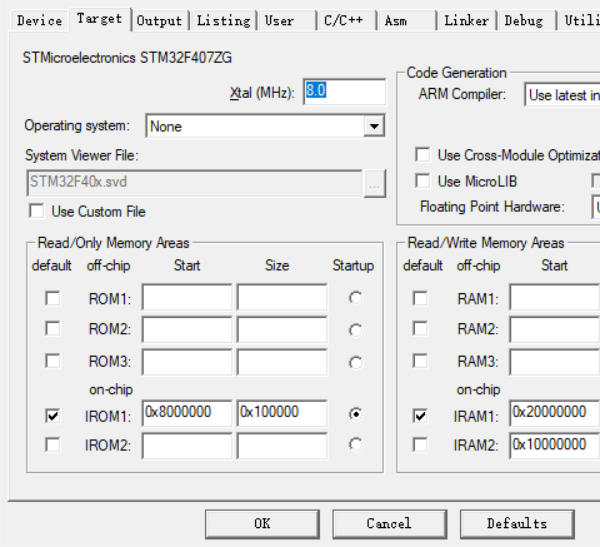 Device Target Output Listing User C/C++ Asm Linker Debug Utili
STMicroelectronics STM32F407ZG
Code Generation
Xtal (MHz): 8.0
ARM Compiler: Use latest in
Operating system: None
System Viewer File:
Use Cross-Module Optimizat
STM32F40x.svd ...
Use MicroLIB
Use Custom File
Floating Point Hardware:
Read/Only Memory Areas
Read/Write Memory Areas
default off-chip Start Size Startup
default off-chip Start
ROM1:
RAM1:
ROM2:
RAM2:
ROM3:
RAM3:
on-chip
on-chip
IROM1: 0x8000000 0x100000
IRAM1: 0x20000000
IROM2:
IRAM2: 0x10000000
OK Cancel Defaults